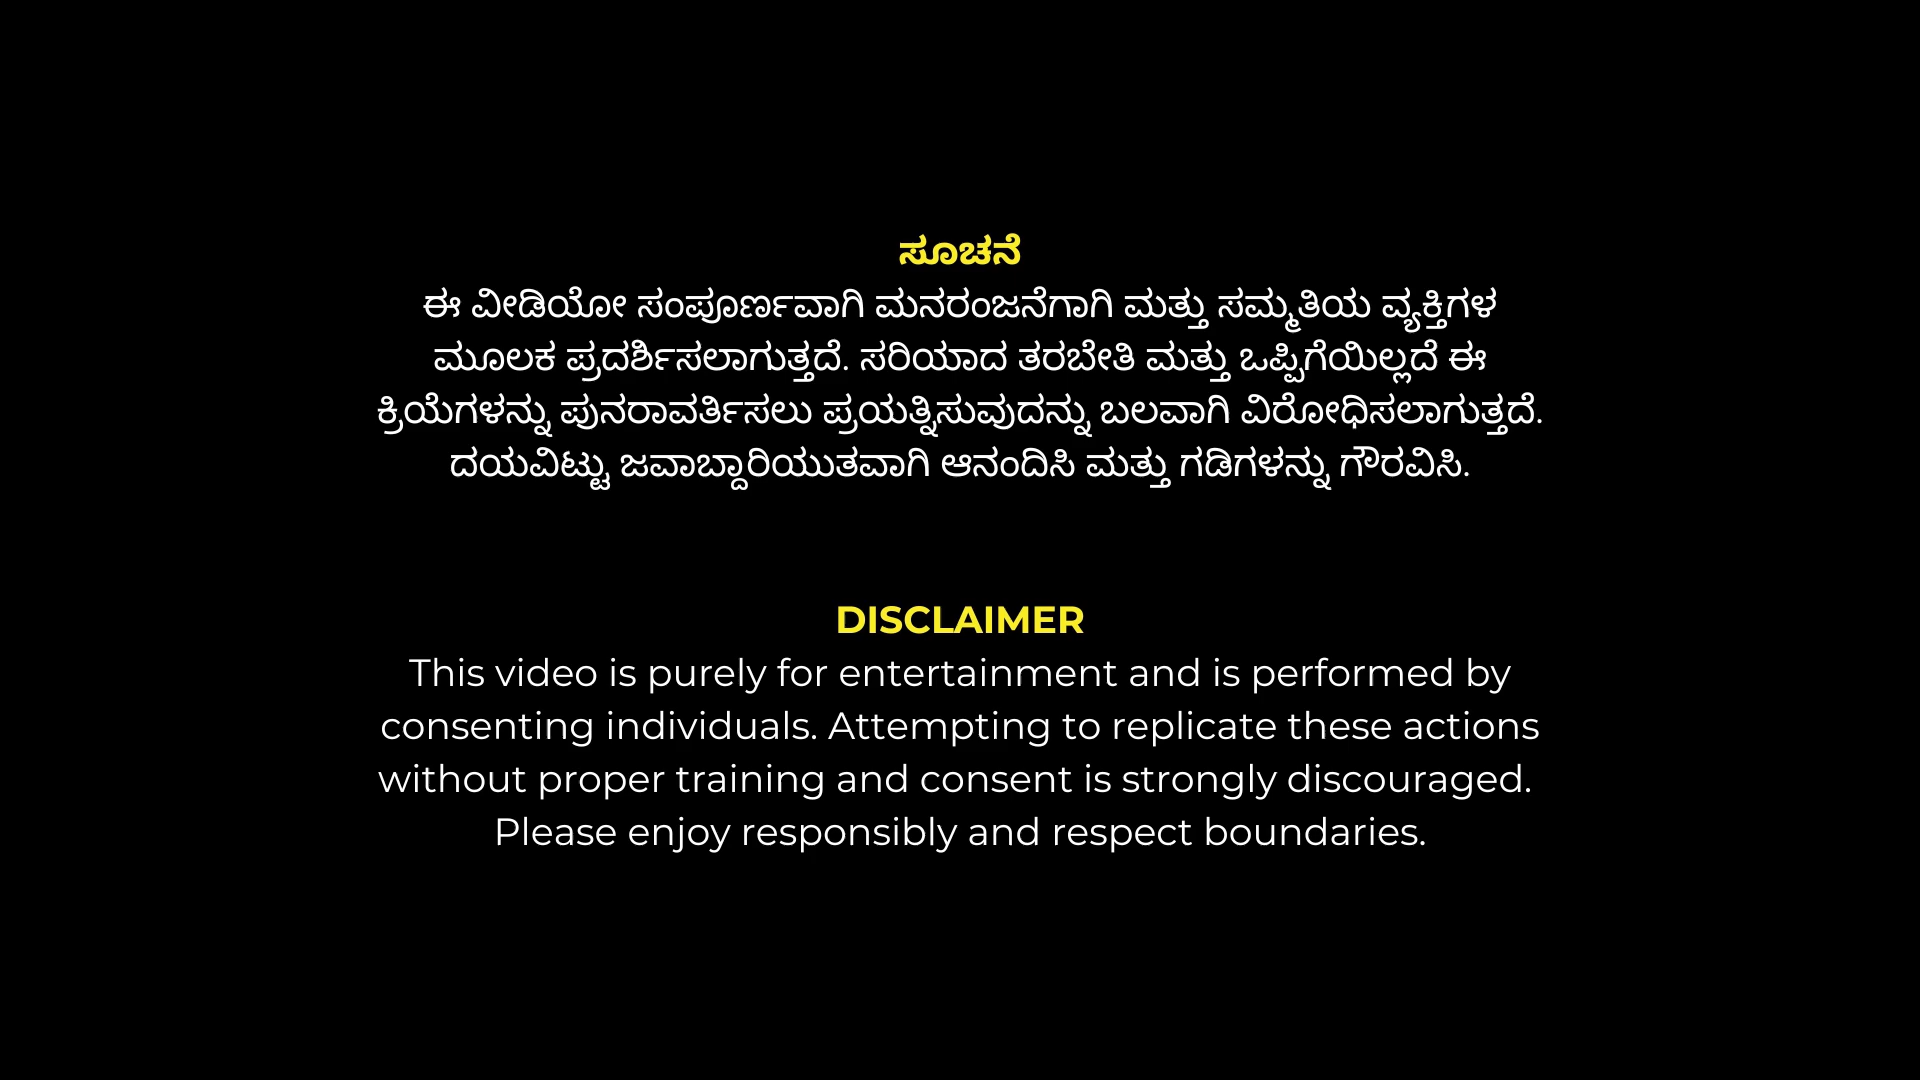 ಸೂಚನೆ
ಈ ವೀಡಿಯೋ ಸಂಪೂರ್ಣವಾಗಿ ಮನರಂಜನೆಗಾಗಿ ಮತ್ತು ಸಮ್ಮತಿಯ ವ್ಯಕ್ತಿಗಳ
ಮೂಲಕ ಪ್ರದರ್ಶಿಸಲಾಗುತ್ತದೆ. ಸರಿಯಾದ ತರಬೇತಿ ಮತ್ತು ಒಪ್ಪಿಗೆಯಿಲ್ಲದೆ ಈ
ಕ್ರಿಯೆಗಳನ್ನು ಪುನರಾವರ್ತಿಸಲು ಪ್ರಯತ್ನಿಸುವುದನ್ನು ಬಲವಾಗಿ ವಿರೋಧಿಸಲಾಗುತ್ತದೆ.
ದಯವಿಟ್ಟು ಜವಾಬ್ದಾರಿಯುತವಾಗಿ ಆನಂದಿಸಿ ಮತ್ತು ಗಡಿಗಳನ್ನು ಗೌರವಿಸಿ.
DISCLAIMER
This video is purely for entertainment and is performed by
consenting individuals. Attempting to replicate these actions
without proper training and consent is strongly discouraged.
Please enjoy responsibly and respect boundaries.